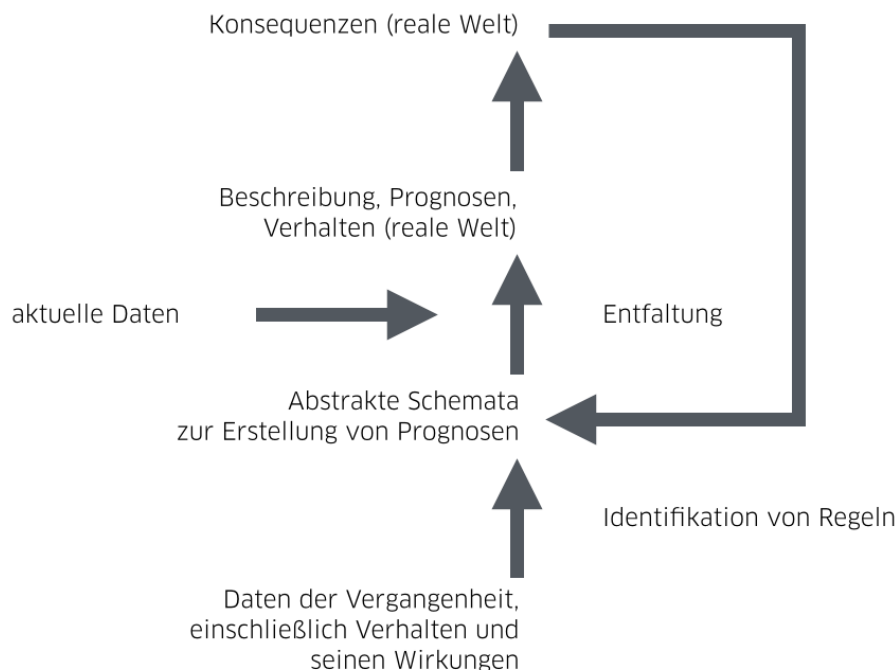 Konsequenzen (reale Welt)
Beschreibung, Prognosen,
Verhalten (reale Welt)
aktuelle Daten
Entfaltung
Abstrakte Schemata
zur Erstellung von Prognosen
Identifikation von Regeln
Daten der Vergangenheit,
einschließlich Verhalten und
seinen Wirkungen